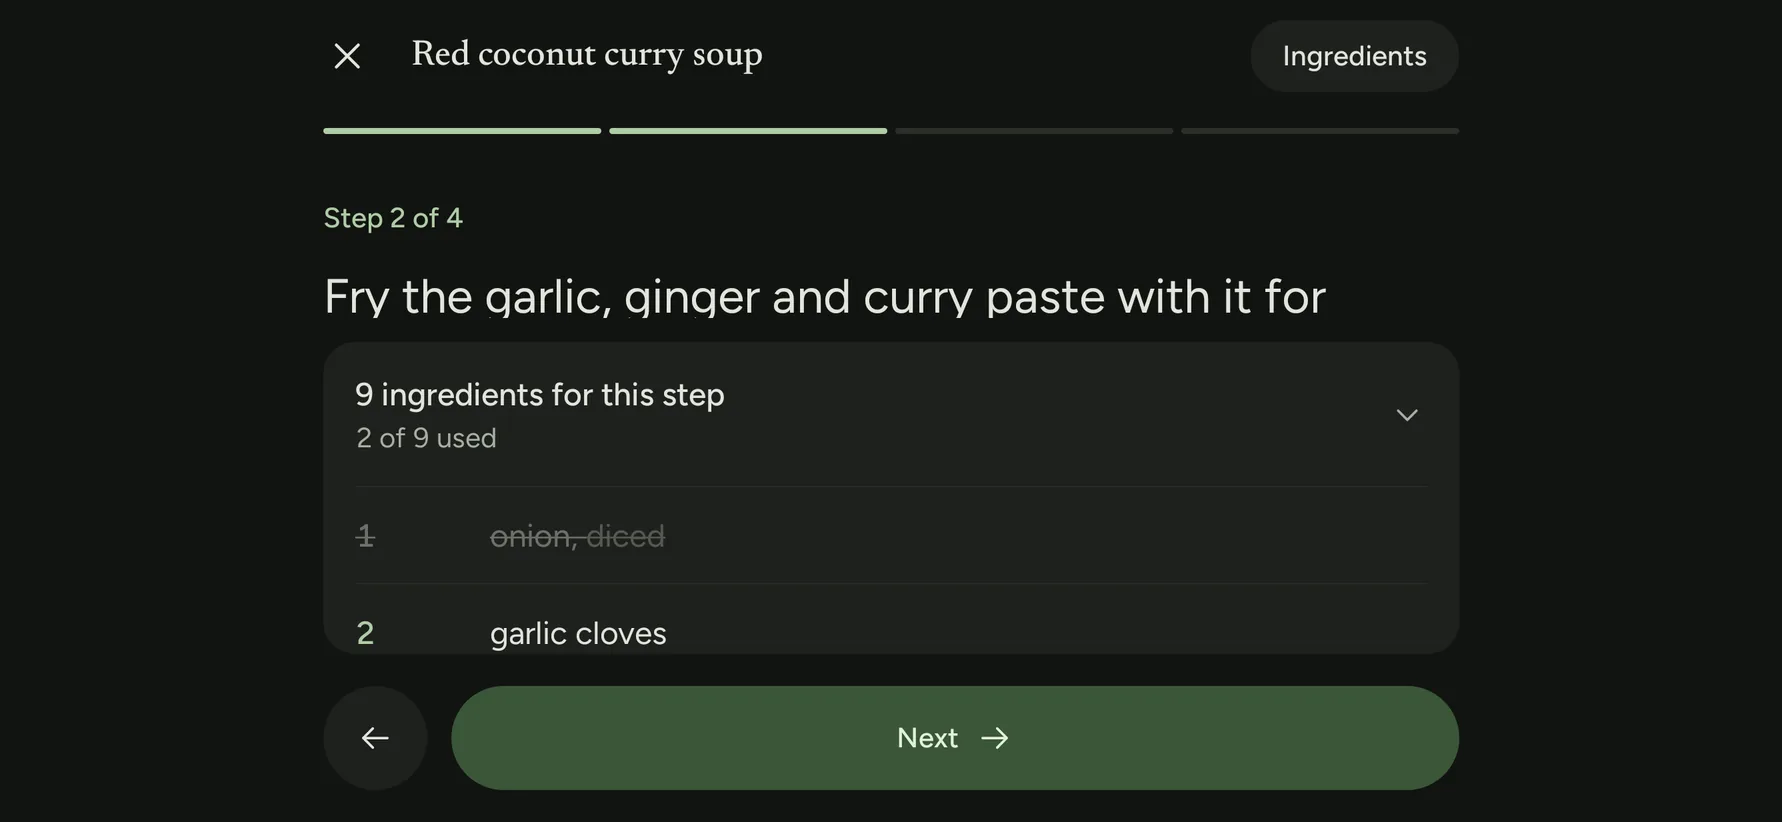 Red coconut curry soup
Ingredients
Step 2 of 4
Fry the garlic, ginger and curry paste with it for
9 ingredients for this step
2 of 9 used
1 onion, diced
2 garlic cloves
Next